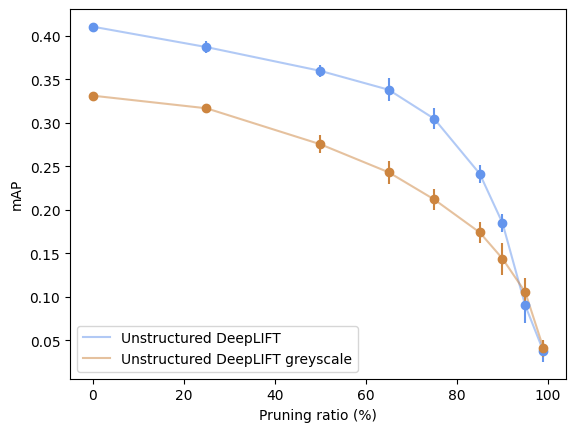 0.40
0.35
0.30
0.25
0.20
0.15
0.10
0.05
mAP
Unstructured DeepLIFT
Unstructured DeepLIFT greyscale
0 20 40 60 80 100
Pruning ratio (%)